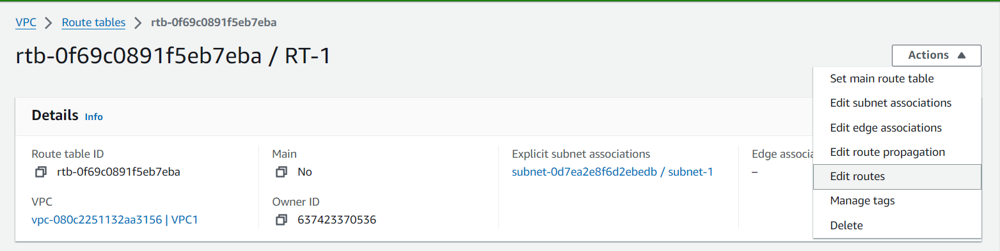 VPC > Route tables > rtb-0f69c0891f5eb7eba
rtb-0f69c0891f5eb7eba / RT-1
Actions
Set main route table
Edit subnet associations
Edit edge associations
Edit route propagation
Edit routes
Manage tags
Delete
Details Info
Route table ID
rtb-0f69c0891f5eb7eba
Main
No
Explicit subnet associations
subnet-0d7ea2e8f6d2ebedb / subnet-1
Edge associa
–
VPC
vpc-080c2251132aa3156 | VPC1
Owner ID
637423370536